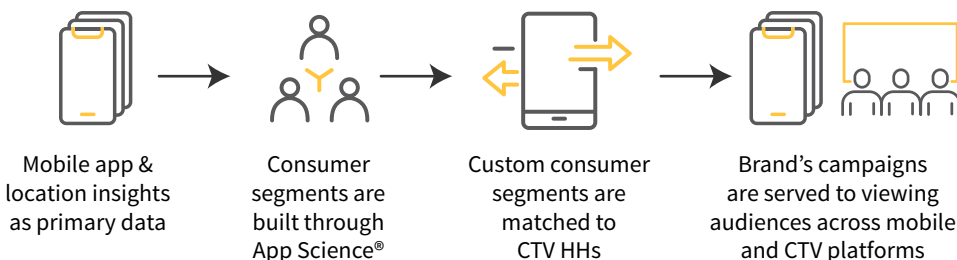 Mobile app &
location insights
as primary data
Consumer
segments are
built through
App Science®
Custom consumer
segments are
matched to
CTV HHs
Brand’s campaigns
are served to viewing
audiences across mobile
and CTV platforms